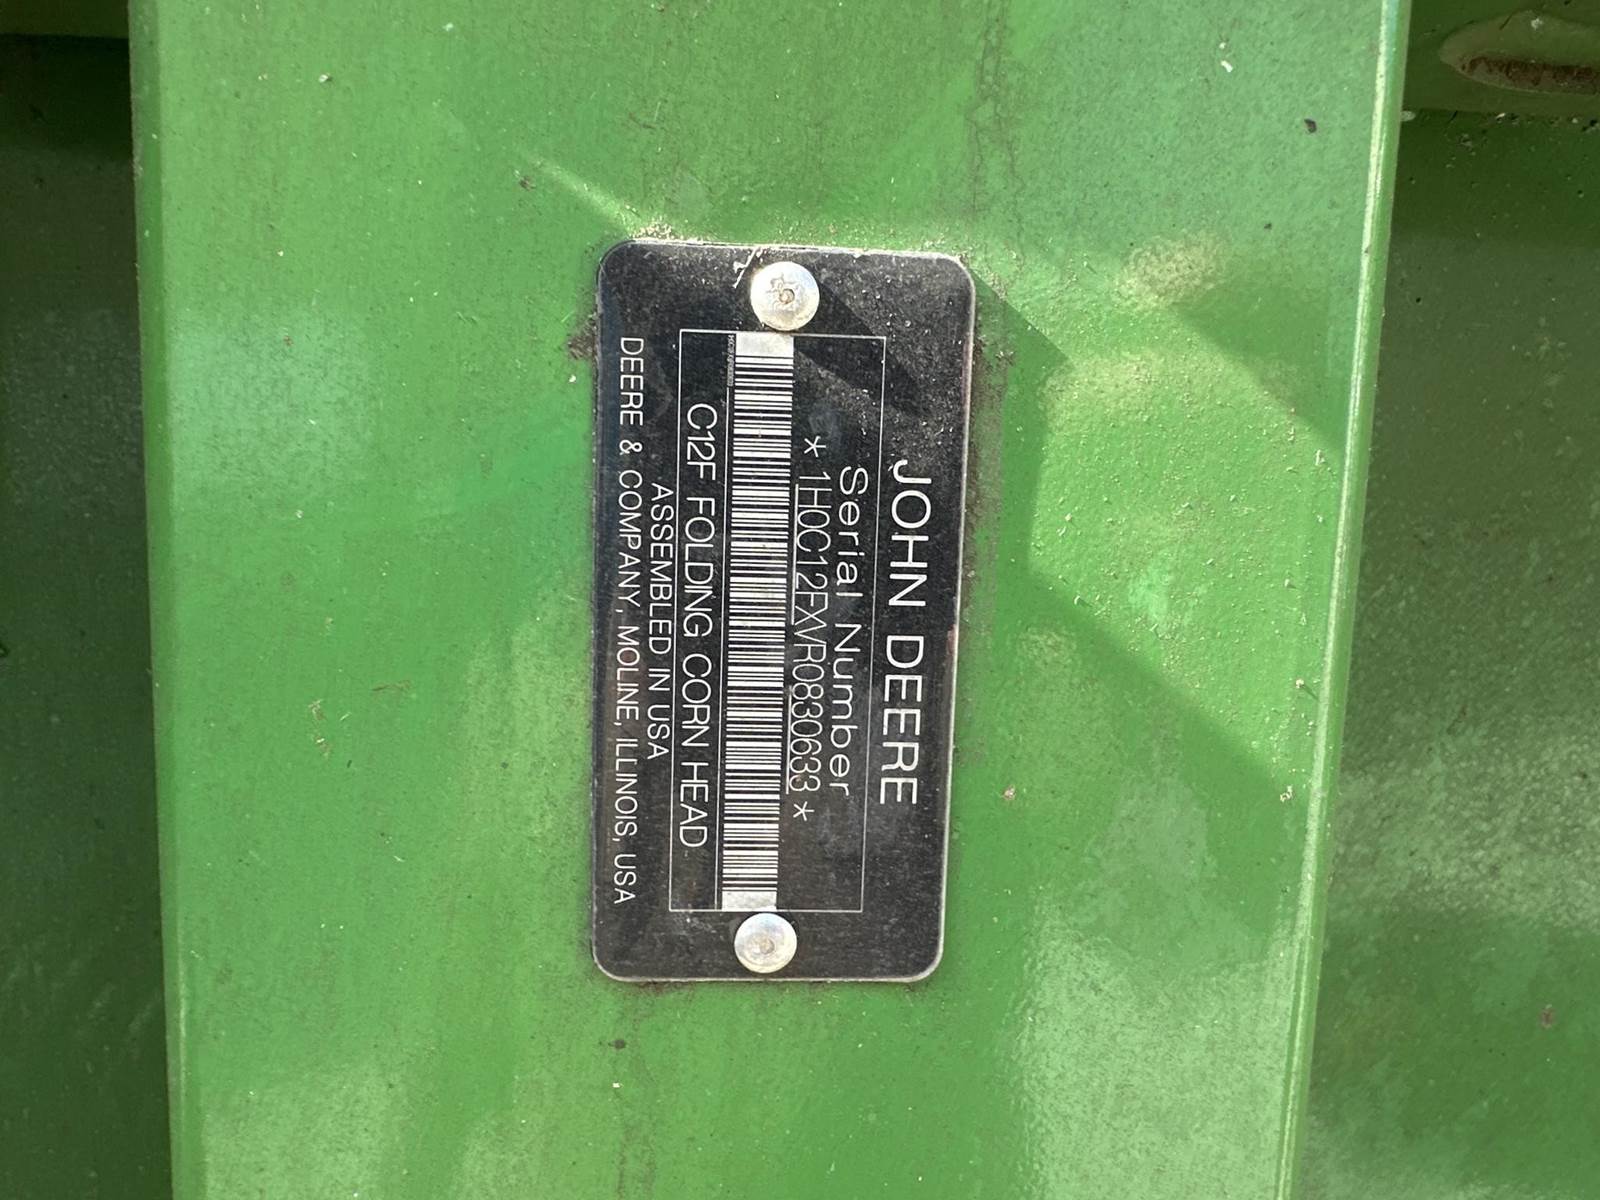 JOHN DEERE
Serial Number
*1H0C12FXVR0830633*
C12F FOLDING CORN HEAD
ASSEMBLED IN USA
DEERE & COMPANY, MOLINE, ILLINOIS, USA